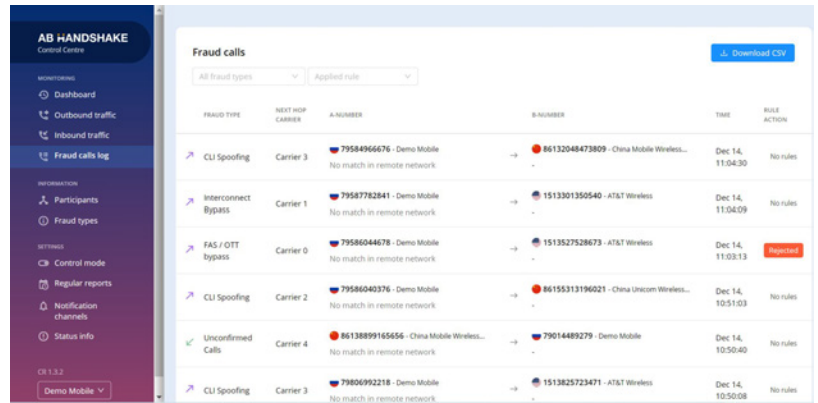 AB HANDSHAKE
Control Centre
MONITORING
Dashboard
Outbound traffic
Inbound traffic
Fraud calls log
INFORMATION
Participants
Fraud types
SETTINGS
Control mode
Regular reports
Notification
channels
Status info
CR 1.3.2
Demo Mobile
Fraud calls
Download CSV
All fraud types
Applied rule
FRAUD TYPE NEXT HOP CARRIER A-NUMBER B-NUMBER TIME RULE ACTION
CLI Spoofing Carrier 3 79584966676 - Demo Mobile → 86132048473809 - China Mobile Wireless... Dec 14, No rules
No match in remote network - 11:04:30
Interconnect Carrier 1 79587782841 - Demo Mobile → 1513301350540 - AT&T Wireless Dec 14, No rules
Bypass No match in remote network - 11:04:09
FAS / OTT Carrier 0 79586044678 - Demo Mobile → 1513527528673 - AT&T Wireless Dec 14, Rejected
bypass No match in remote network - 11:03:13
CLI Spoofing Carrier 2 79586040376 - Demo Mobile → 86155313196021 - China Unicom Wireless... Dec 14, No rules
No match in remote network - 10:51:03
Unconfirmed Carrier 4 86138899165656 - China Mobile Wireless... → 79014489279 - Demo Mobile Dec 14, No rules
Calls No match in remote network - 10:50:40
CLI Spoofing Carrier 3 79806992218 - Demo Mobile → 1513825723471 - AT&T Wireless Dec 14, No rules
No match in remote network - 10:50:08